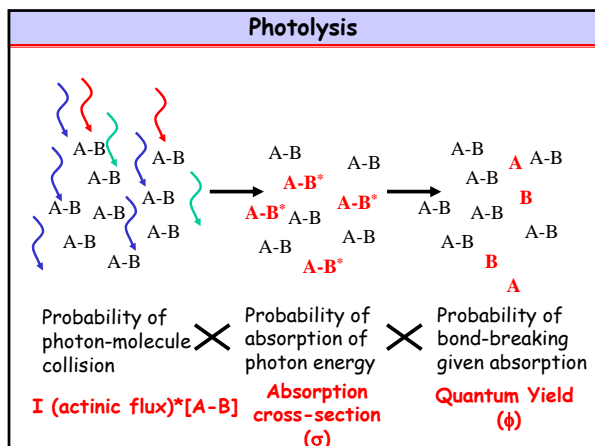 Photolysis
A-B
A-B
A-B
A-B
A-B
A-B
A-B
A-B
A-B
A-B
A-B
A-B*
A-B*
A-B*
A-B
A-B
A-B
A-B*
A-B
A
A-B
A-B
B
A-B
A-B
A-B
A-B
B
A
Probability of
photon-molecule
collision
I (actinic flux)*[A-B]
Probability of
absorption of
photon energy
Absorption
cross-section
(σ)
Probability of
bond-breaking
given absorption
Quantum Yield
(ϕ)